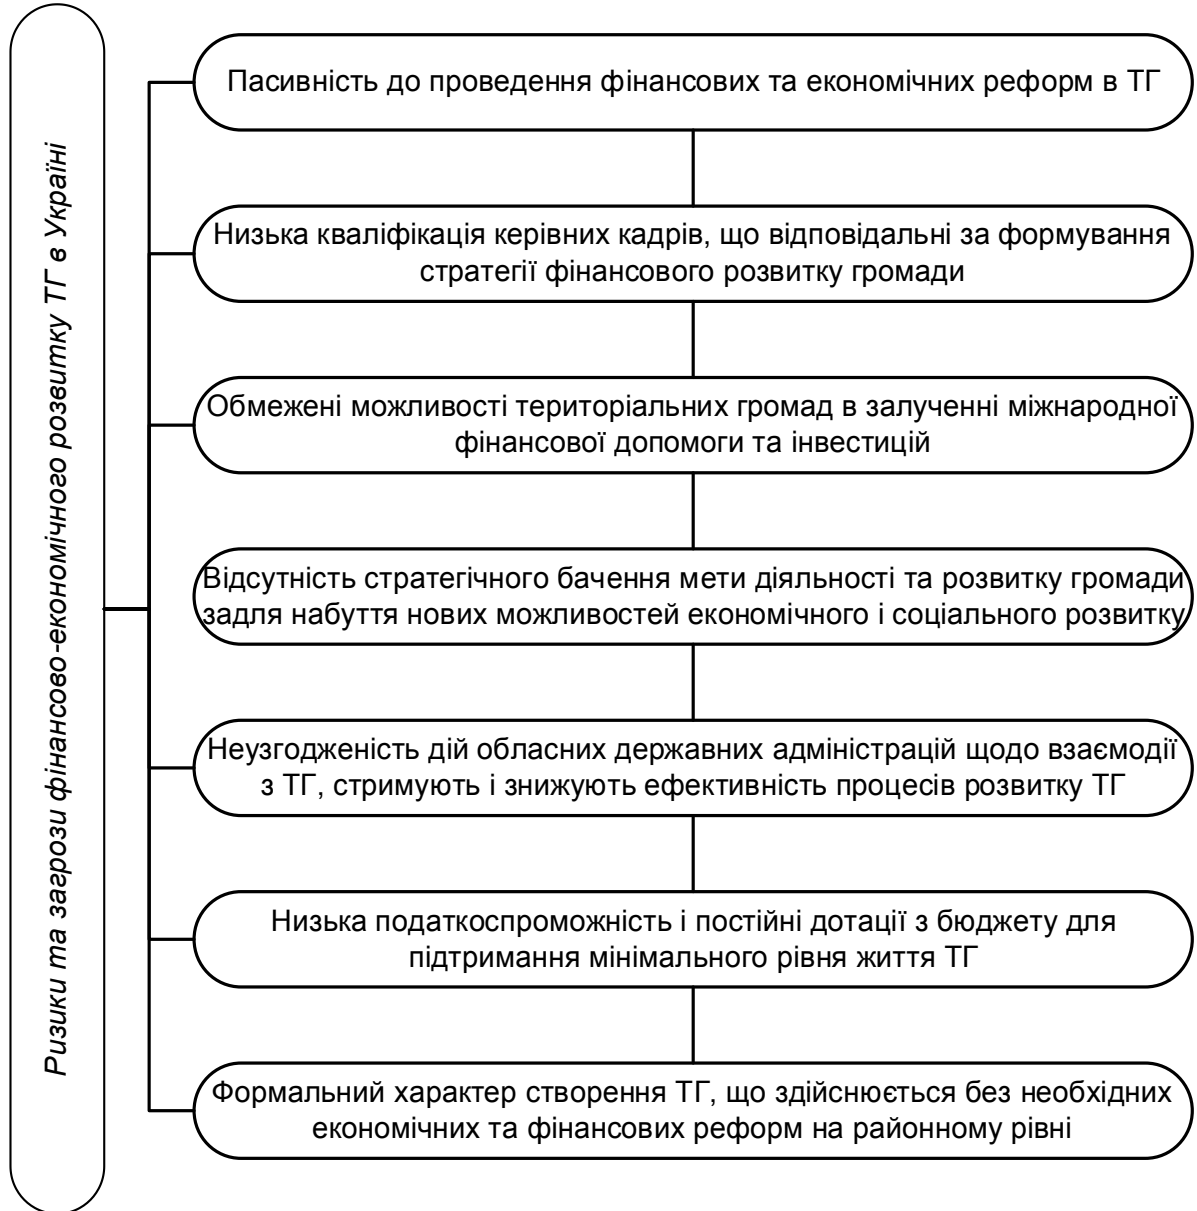 Ризики та загрози фінансово-економічного розвитку ТГ в Україні
Пасивність до проведення фінансових та економічних реформ в ТГ
Низька кваліфікація керівних кадрів, що відповідальні за формування
стратегії фінансового розвитку громади
Обмежені можливості територіальних громад в залученні міжнародної
фінансової допомоги та інвестицій
Відсутність стратегічного бачення мети діяльності та розвитку громади
задля набуття нових можливостей економічного і соціального розвитку
Неузгодженість дій обласних державних адміністрацій щодо взаємодії
з ТГ, стримують і знижують ефективність процесів розвитку ТГ
Низька податкоспроможність і постійні дотації з бюджету для
підтримання мінімального рівня життя ТГ
Формальний характер створення ТГ, що здійснюється без необхідних
економічних та фінансових реформ на районному рівні